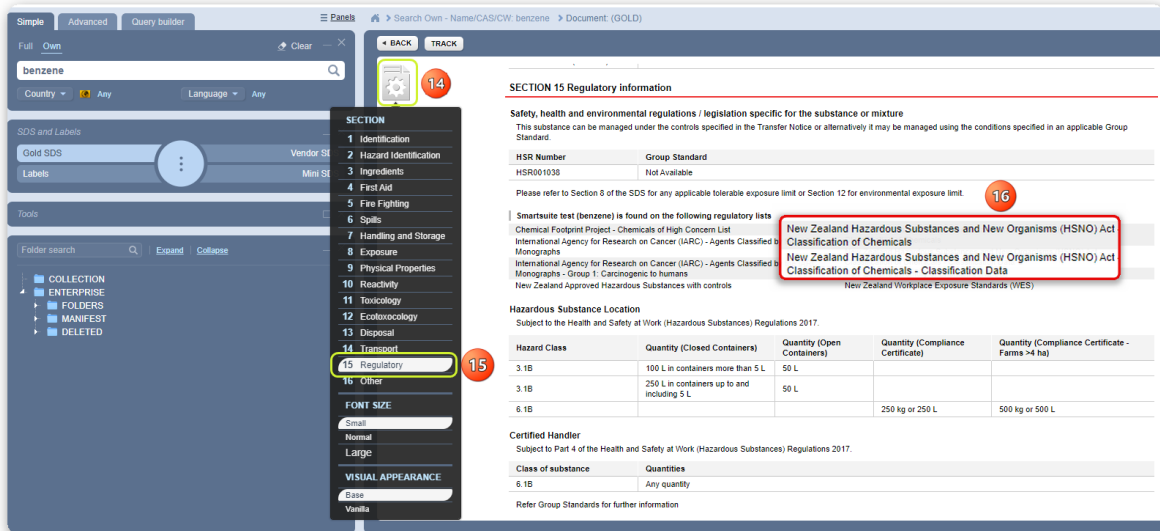 Simple
Advanced
Query builder
Panels
Search Own - Name/CAS/CW: benzene > Document: (GOLD)
Full Own
Clear
benzene
Country
Any
Language
Any
SDS and Labels
Gold SDS
Labels
Mini
Tools
Folder search
Expand
Collapse
COLLECTION
ENTERPRISE
FOLDERS
MANIFEST
DELETED
BACK
TRACK
14
SECTION
1 Identification
2 Hazard Identification
3 Ingredients
4 First Aid
5 Fire Fighting
6 Spills
7 Handling and Storage
8 Exposure
9 Physical Properties
10 Reactivity
11 Toxicology
12 Ecotoxocology
13 Disposal
14 Transport
15 Regulatory
16 Other
15
FONT SIZE
Small
Normal
Large
VISUAL APPEARANCE
Base
Vanilla
SECTION 15 Regulatory information
Safety, health and environmental regulations / legislation specific for the substance or mixture
This substance can be managed under the controls specified in the Transfer Notice or alternatively it may be managed using the conditions specified in an applicable Group
Standard.
HSR Number Group Standard
HSR001038 Not Available
Please refer to Section 8 of the SDS for any applicable tolerable exposure limit or Section 12 for environmental exposure limit.
16
Smartsuite test (benzene) is found on the following regulatory lists
Chemical Footprint Project - Chemicals of High Concern List
International Agency for Research on Cancer (IARC) - Agents Classified b
Monographs
International Agency for Research on Cancer (IARC) - Agents Classified b
Monographs - Group 1: Carcinogenic to humans
New Zealand Approved Hazardous Substances with controls
New Zealand Hazardous Substances and New Organisms (HSNO) Act -
Classification of Chemicals
New Zealand Hazardous Substances and New Organisms (HSNO) Act -
Classification of Chemicals - Classification Data
New Zealand Workplace Exposure Standards (WES)
Hazardous Substance Location
Subject to the Health and Safety at Work (Hazardous Substances) Regulations 2017.
Hazard Class Quantity (Closed Containers) Quantity (Open Containers) Quantity (Compliance Certificate) Quantity (Compliance Certificate - Farms >4 ha)
3.1B 100 L in containers more than 5 L 50 L
3.1B 250 L in containers up to and including 5 L 50 L
6.1B 250 kg or 250 L 500 kg or 500 L
Certified Handler
Subject to Part 4 of the Health and Safety at Work (Hazardous Substances) Regulations 2017.
Class of substance Quantities
6.1B Any quantity
Refer Group Standards for further information